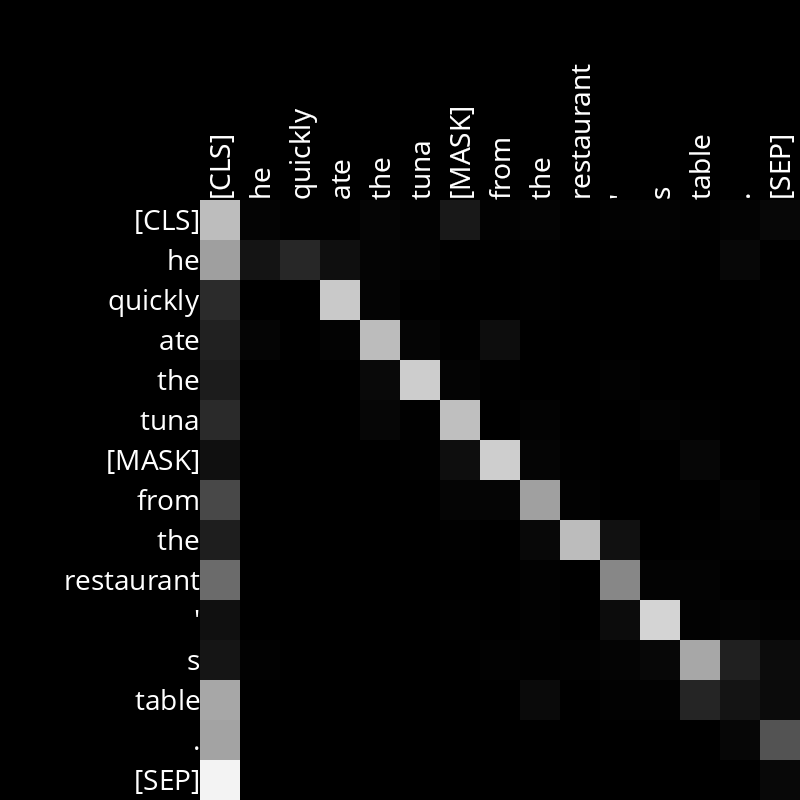 [CLS]
he
quickly
ate
the
tuna
[MASK]
from
the
restaurant
'
s
table
.
[SEP]
[CLS]
he
quickly
ate
the
tuna
[MASK]
from
the
restaurant
'
s
table
.
[SEP]